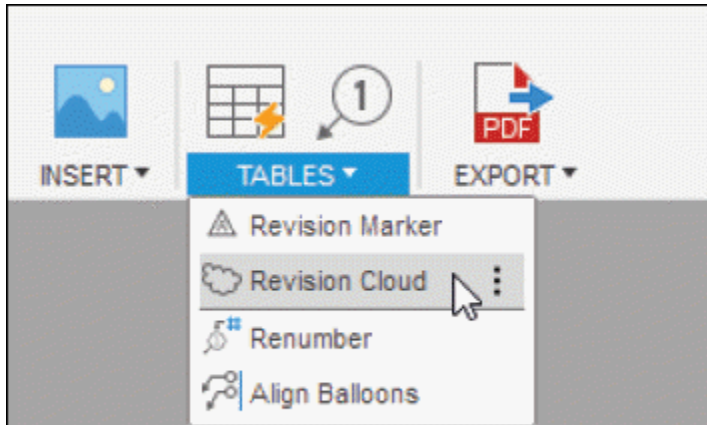 1
PDF
INSERT TABLES EXPORT
Revision Marker
Revision Cloud
Renumber
Align Balloons